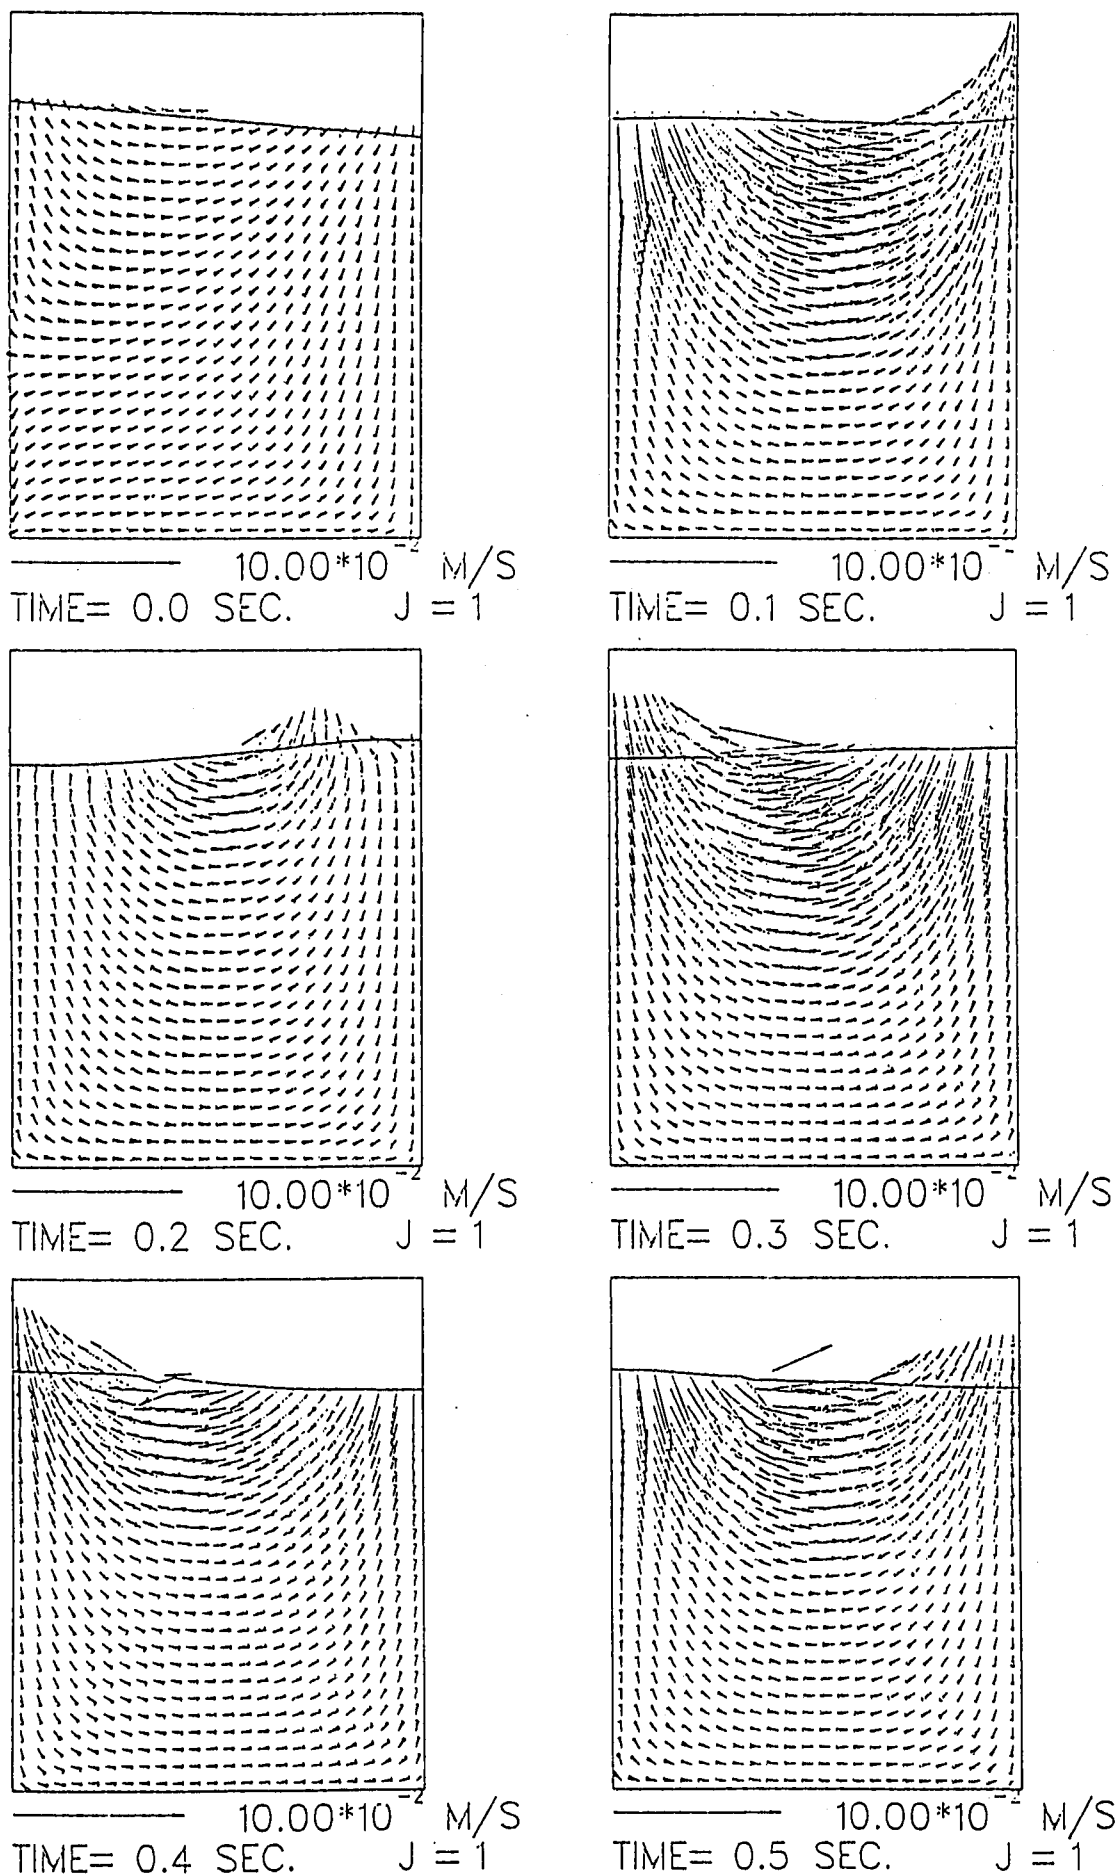 10.00*10⁻² M/S
TIME= 0.0 SEC. J = 1
10.00*10⁻² M/S
TIME= 0.1 SEC. J = 1
10.00*10⁻² M/S
TIME= 0.2 SEC. J = 1
10.00*10⁻² M/S
TIME= 0.3 SEC. J = 1
10.00*10⁻² M/S
TIME= 0.4 SEC. J = 1
10.00*10⁻² M/S
TIME= 0.5 SEC. J = 1